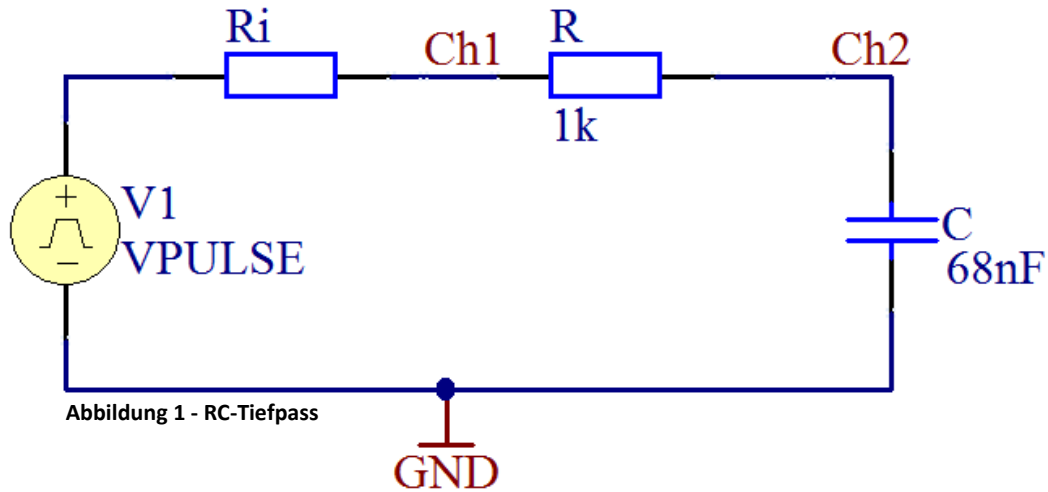 Ri
Ch1
R
1k
Ch2
V1
VPULSE
C
68nF
Abbildung 1 - RC-Tiefpass
GND